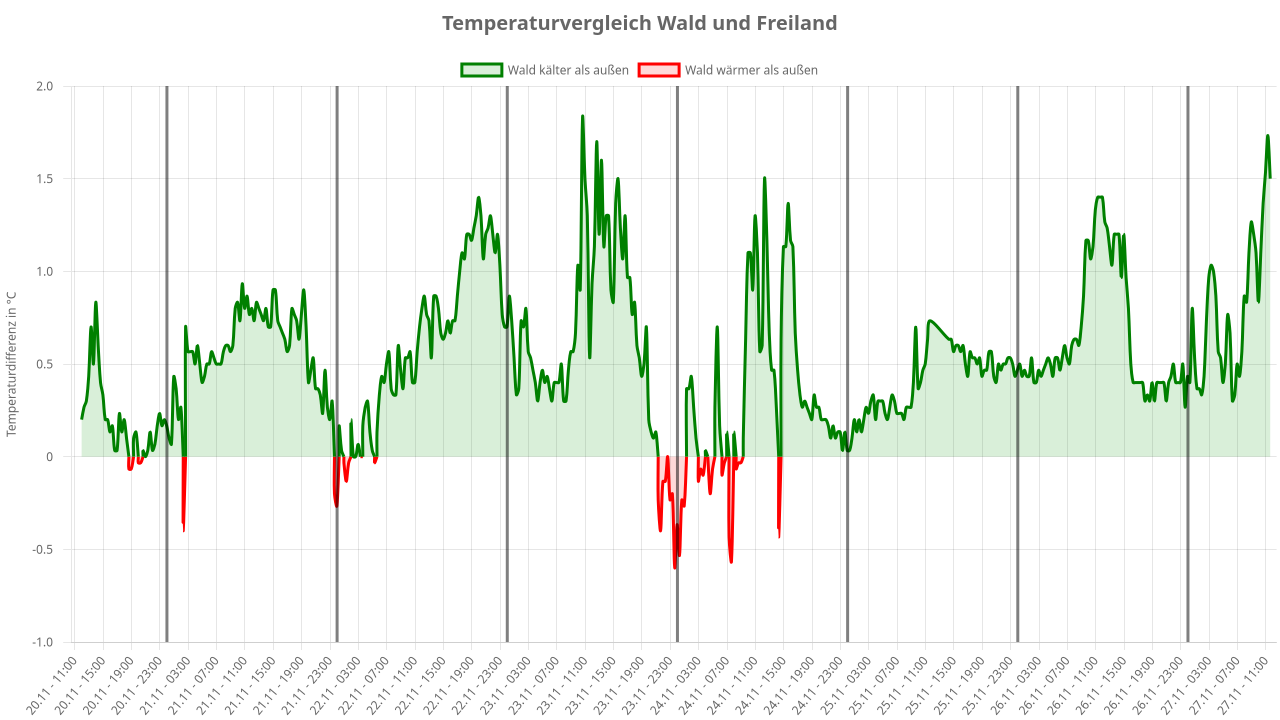 Temperaturvergleich Wald und Freiland
Wald kälter als außen
Wald wärmer als außen
Temperaturdifferenz in °C
2.0
1.5
1.0
0.5
0
-0.5
-1.0
20.11 - 11:00
20.11 - 15:00
20.11 - 19:00
20.11 - 23:00
21.11 - 03:00
21.11 - 07:00
21.11 - 11:00
21.11 - 15:00
21.11 - 19:00
21.11 - 23:00
22.11 - 03:00
22.11 - 07:00
22.11 - 11:00
22.11 - 15:00
22.11 - 19:00
22.11 - 23:00
23.11 - 03:00
23.11 - 07:00
23.11 - 11:00
23.11 - 15:00
23.11 - 19:00
23.11 - 23:00
24.11 - 03:00
24.11 - 07:00
24.11 - 11:00
24.11 - 15:00
24.11 - 19:00
24.11 - 23:00
25.11 - 03:00
25.11 - 07:00
25.11 - 11:00
25.11 - 15:00
25.11 - 19:00
25.11 - 23:00
26.11 - 03:00
26.11 - 07:00
26.11 - 11:00
26.11 - 15:00
26.11 - 19:00
26.11 - 23:00
27.11 - 03:00
27.11 - 07:00
27.11 - 11:00